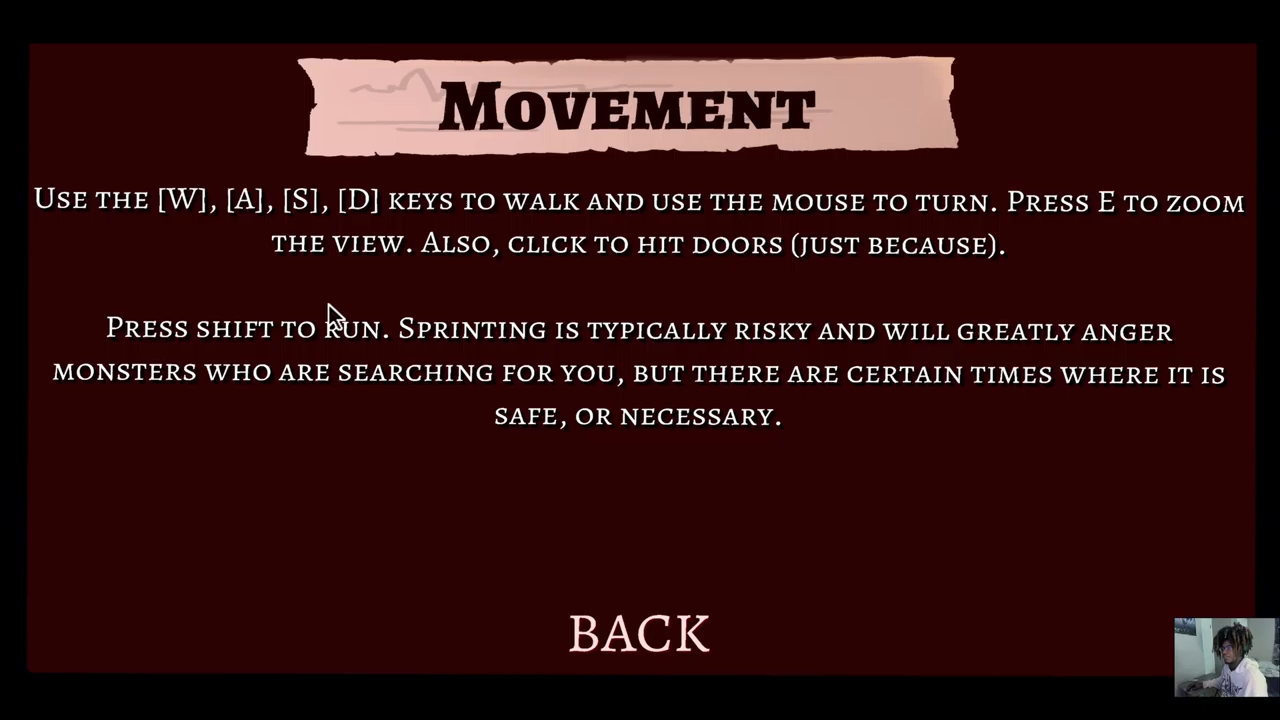 Movement
Use the [W], [A], [S], [D] keys to walk and use the mouse to turn. Press E to zoom
the view. Also, click to hit doors (just because).
Press shift to run. Sprinting is typically risky and will greatly anger
monsters who are searching for you, but there are certain times where it is
safe, or necessary.
BACK